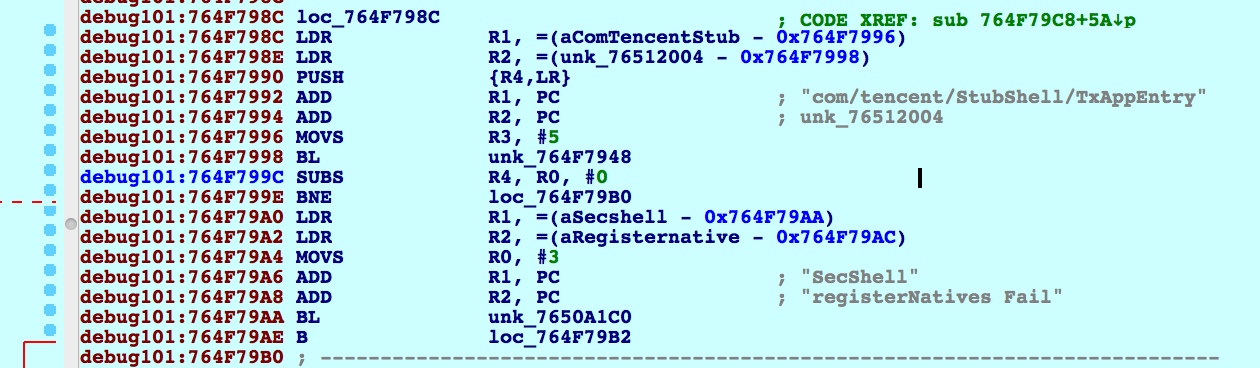 debug101:764F798C loc_764F798C ; CODE XREF: sub 764F79C8+5A↓p
debug101:764F798C LDR R1, =(aComTencentStub - 0x764F7996)
debug101:764F798E LDR R2, =(unk_76512004 - 0x764F7998)
debug101:764F7990 PUSH {R4,LR}
debug101:764F7992 ADD R1, PC ; "com/tencent/StubShell/TxAppEntry"
debug101:764F7994 ADD R2, PC ; unk_76512004
debug101:764F7996 MOVS R3, #5
debug101:764F7998 BL unk_764F7948
debug101:764F799C SUBS R4, R0, #0
debug101:764F799E BNE loc_764F79B0
debug101:764F79A0 LDR R1, =(aSecshell - 0x764F79AA)
debug101:764F79A2 LDR R2, =(aRegisternative - 0x764F79AC)
debug101:764F79A4 MOVS R0, #3
debug101:764F79A6 ADD R1, PC ; "SecShell"
debug101:764F79A8 ADD R2, PC ; "registerNatives Fail"
debug101:764F79AA BL unk_7650A1C0
debug101:764F79AE B loc_764F79B2
debug101:764F79B0 ; ---------------------------------------------------------------------------